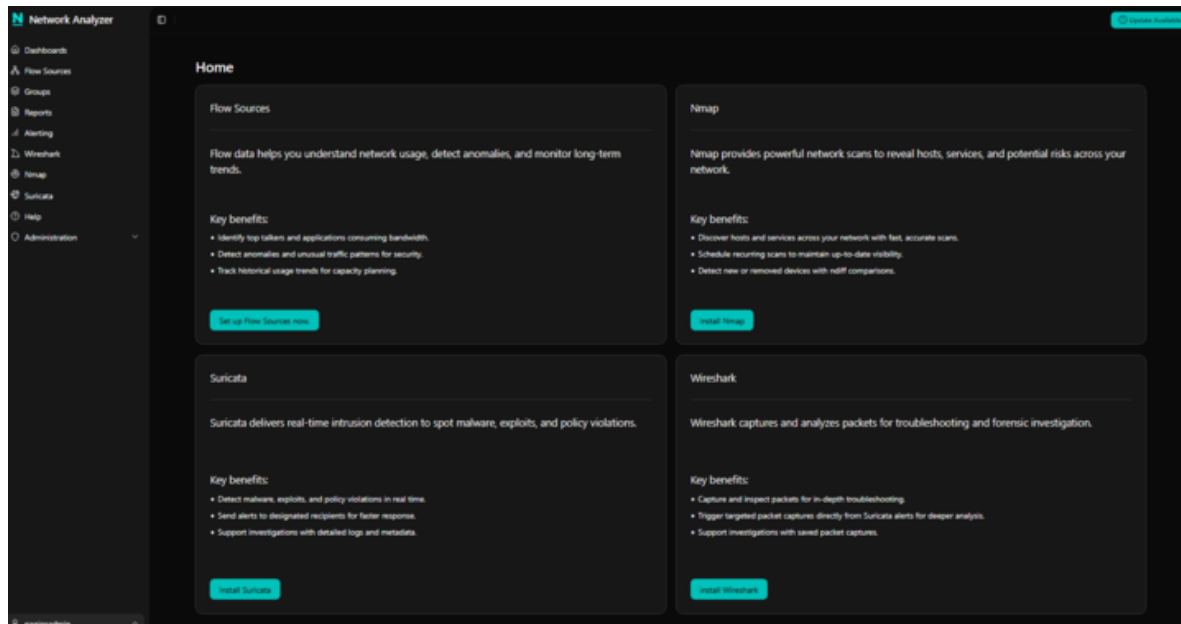 Network Analyzer
Update Available
Dashboards
Flow Sources
Groups
Reports
Alerting
Wireshark
Nmap
Suricata
Help
Administration
Home
Flow Sources
Flow data helps you understand network usage, detect anomalies, and monitor long-term
trends.
Key benefits:
• Identify top talkers and applications consuming bandwidth.
• Detect anomalies and unusual traffic patterns for security.
• Track historical usage trends for capacity planning.
Set up Flow Sources now.
Nmap
Nmap provides powerful network scans to reveal hosts, services, and potential risks across your
network.
Key benefits:
• Discover hosts and services across your network with fast, accurate scans.
• Schedule recurring scans to maintain up-to-date visibility.
• Detect new or removed devices with ndiff comparisons.
Install Nmap
Suricata
Suricata delivers real-time intrusion detection to spot malware, exploits, and policy violations.
Key benefits:
• Detect malware, exploits, and policy violations in real time.
• Send alerts to designated recipients for faster response.
• Support investigations with detailed logs and metadata.
Install Suricata
Wireshark
Wireshark captures and analyzes packets for troubleshooting and forensic investigation.
Key benefits:
• Capture and inspect packets for in-depth troubleshooting.
• Trigger targeted packet captures directly from Suricata alerts for deeper analysis.
• Support investigations with saved packet captures.
Install Wireshark
nagiosadmin